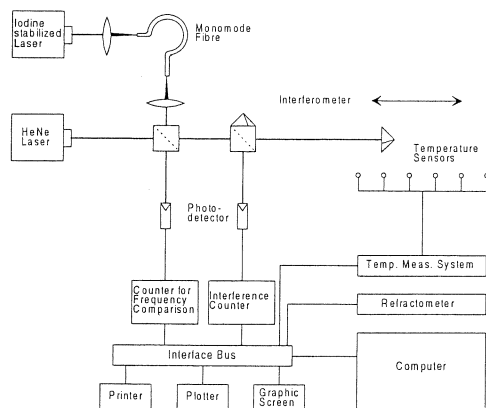 Iodine
stabilized
Laser
Monomode
Fibre
Interferometer
HeNe
Laser
Temperature
Sensors
Photo-
detector
Temp. Meas. System
Counter for
Frequency
Comparison
Interference
Counter
Refractometer
Interface Bus
Computer
Printer
Plotter
Graphic
Screen